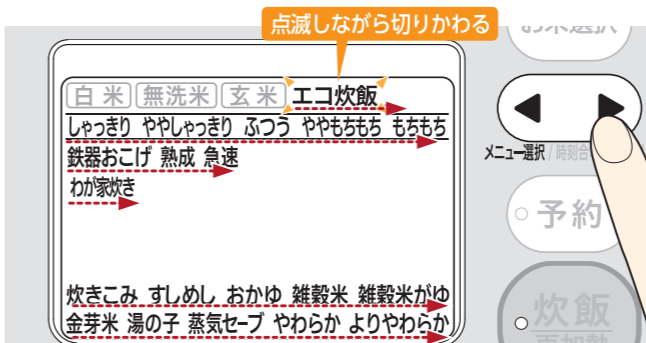 点滅しながら切りかわる
お米選択
白米 無洗米 玄米 エコ炊飯
しゃっきり ややしゃっきり ふつう ややもちもち もちもち
鉄器おこげ 熟成 急速
わが家炊き
メニュー選択/時刻合
予約
炊きこみ すしめし おかゆ 雑穀米 雑穀米がゆ
金芽米 湯の子 蒸気セーブ やわらか よりやわらか
炊飯
再加熱